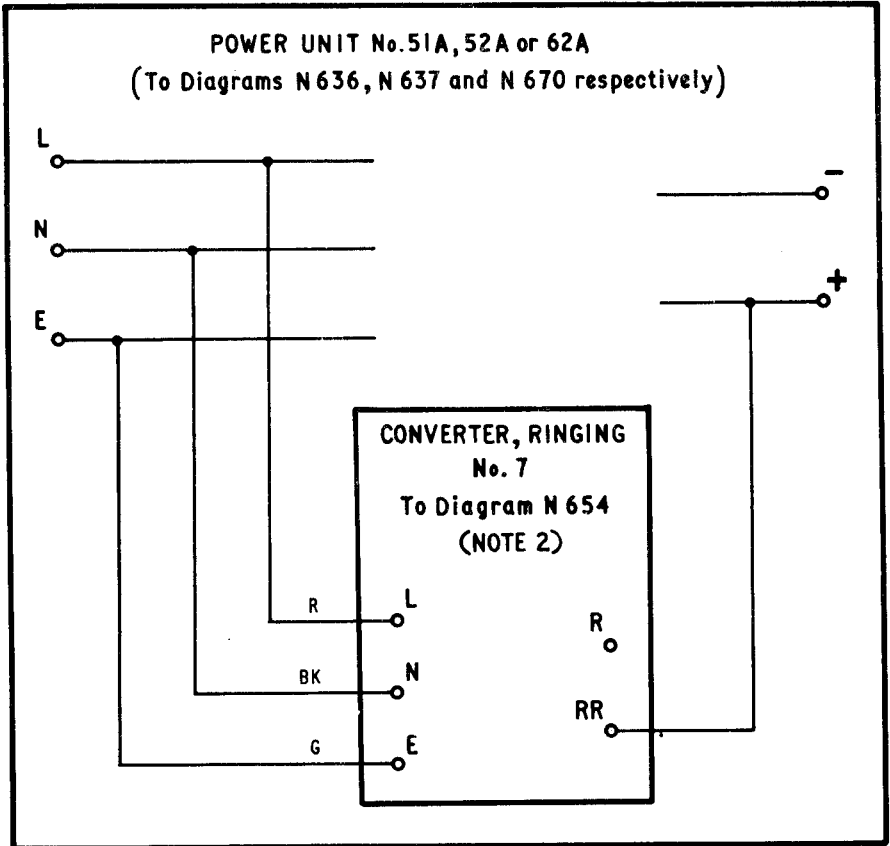 POWER UNIT No.51A, 52A or 62A
(To Diagrams N 636, N 637 and N 670 respectively)
L
-
N
+
E
CONVERTER, RINGING
No. 7
To Diagram N 654
(NOTE 2)
R
L
R
BK
N
RR
G
E